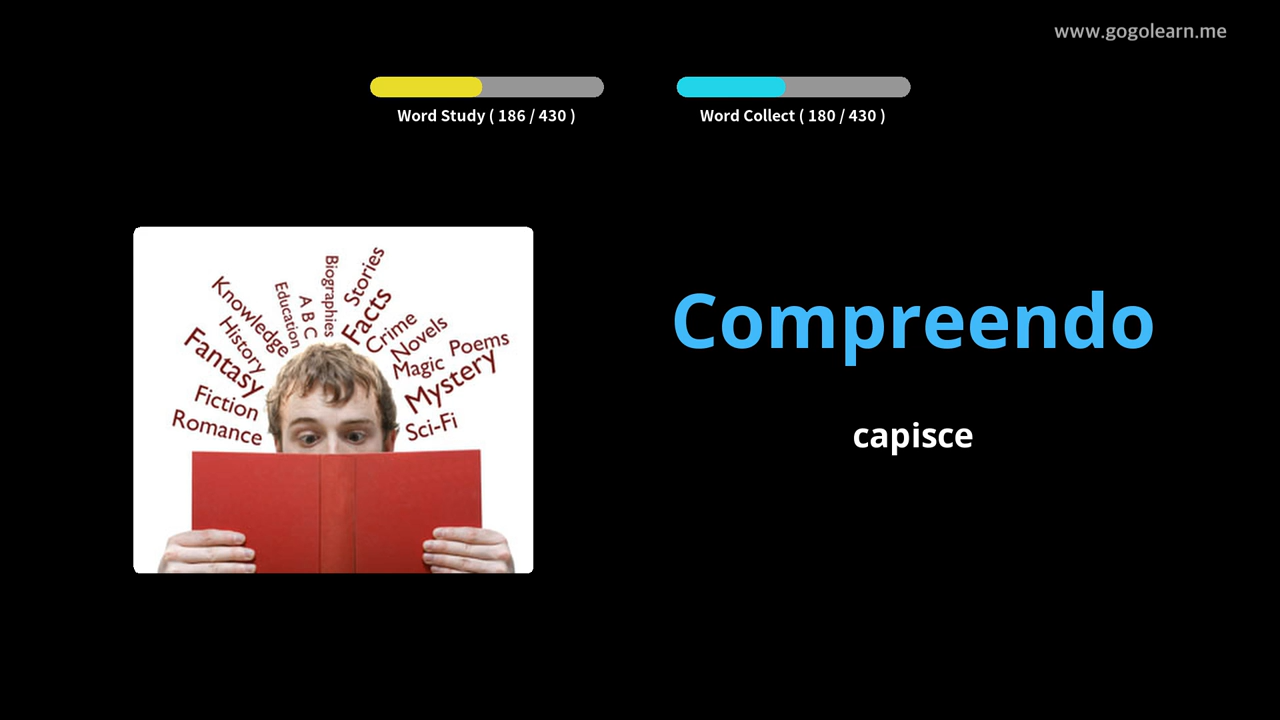 www.gogolearn.me
Word Study ( 186 / 430 )
Word Collect ( 180 / 430 )
Compreendo
capisce
Knowledge
Education
A B C
Biographies
Stories
Facts
Crime
Novels
Poems
Magic
Mystery
Sci-Fi
History
Fantasy
Fiction
Romance